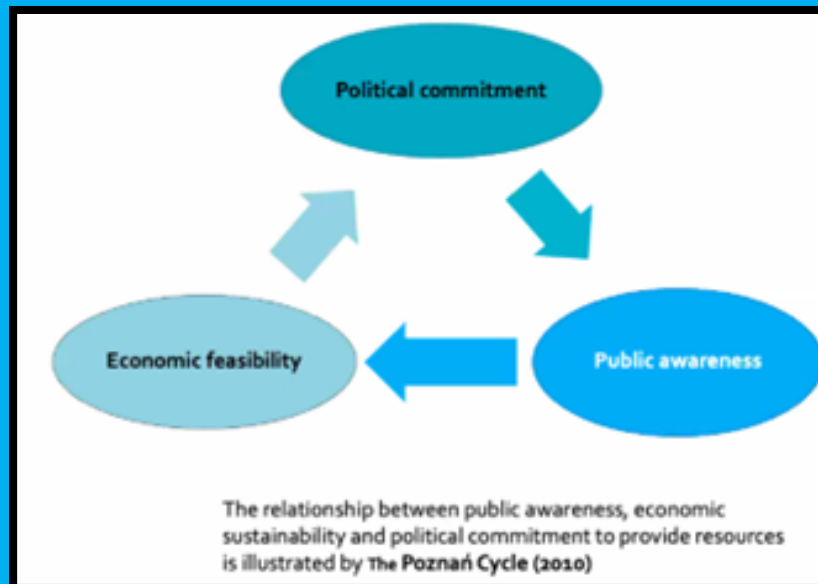 Political commitment
Economic feasibility
Public awareness
The relationship between public awareness, economic
sustainability and political commitment to provide resources
is illustrated by The Poznań Cycle (2010)